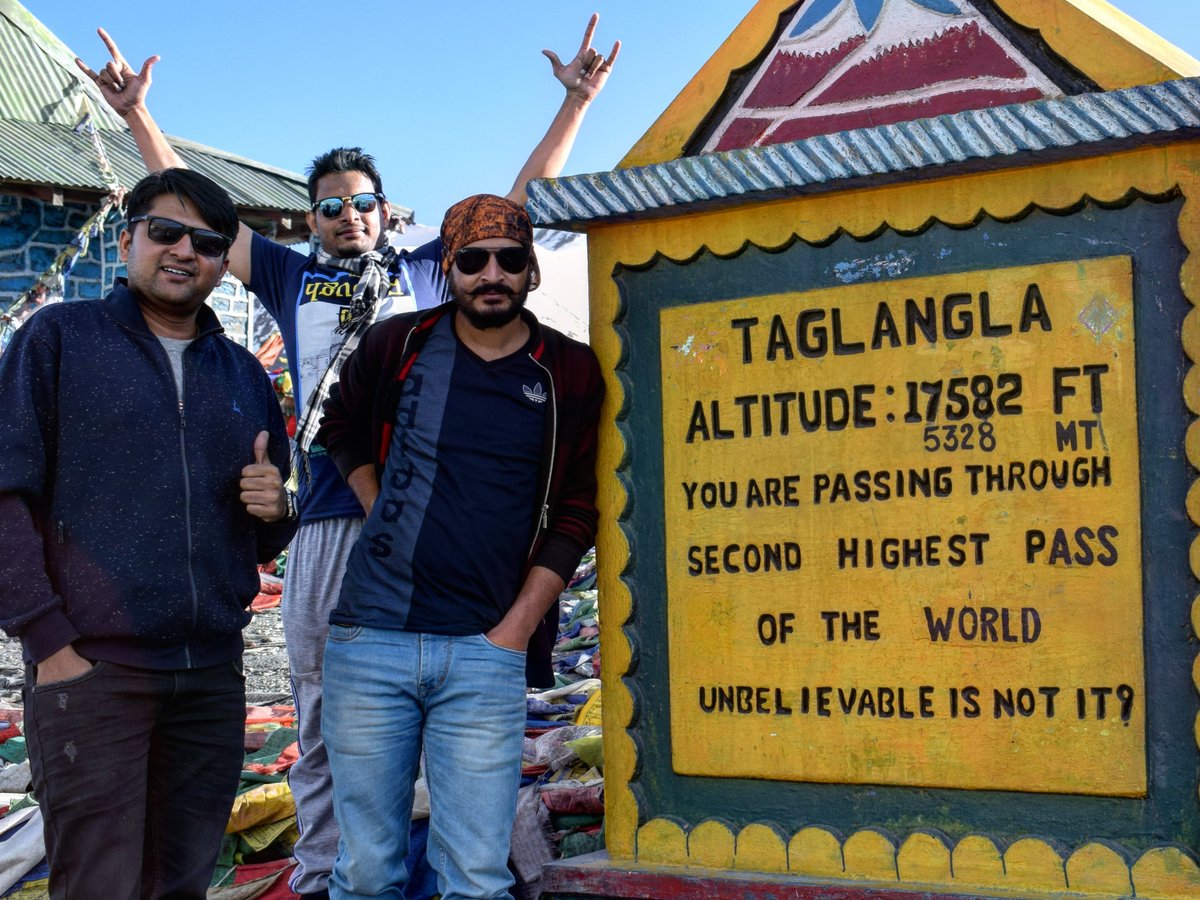 TAGLANGLA
ALTITUDE : 17582 FT
5328 MT
YOU ARE PASSING THROUGH
SECOND HIGHEST PASS
OF THE WORLD
UNBELIEVABLE IS NOT IT?
adidas